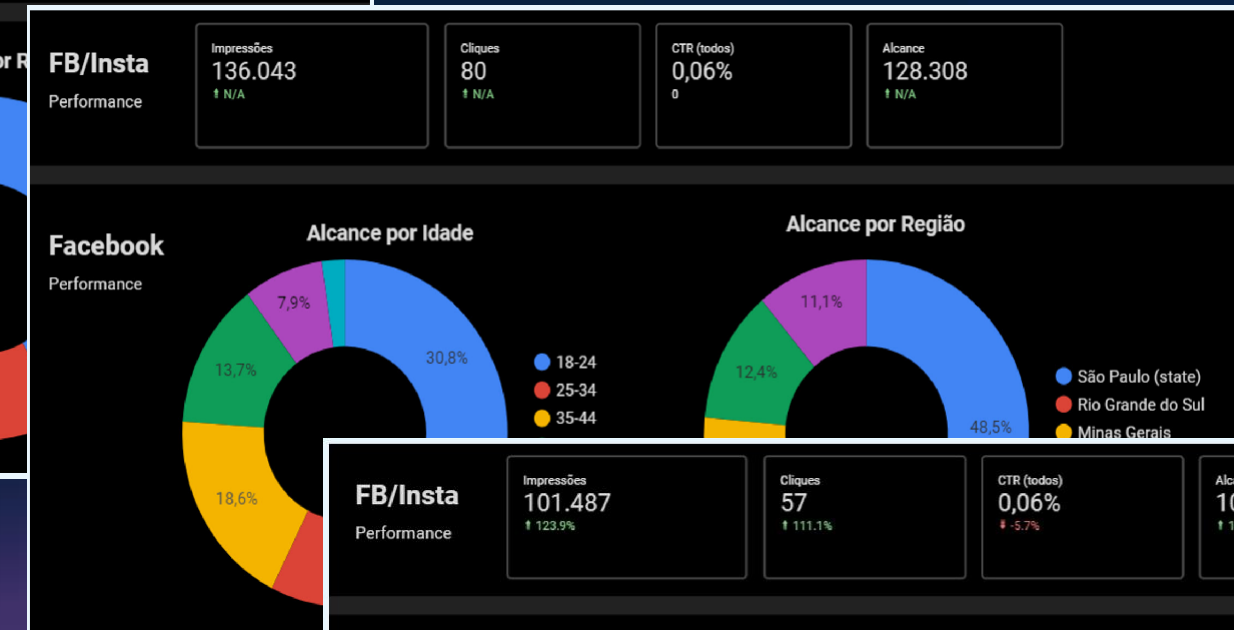 or R
FB/Insta
Performance
Impressões
136.043
N/A
Cliques
80
N/A
CTR (todos)
0,06%
0
Alcance
128.308
N/A
Facebook
Performance
Alcance por Idade
7,9%
13,7%
30,8%
18,6%
18-24
25-34
35-44
Alcance por Região
11,1%
12,4%
48,5%
São Paulo (state)
Rio Grande do Sul
Minas Gerais
FB/Insta
Performance
Impressões
101.487
123.9%
Cliques
57
111.1%
CTR (todos)
0,06%
-5.7%